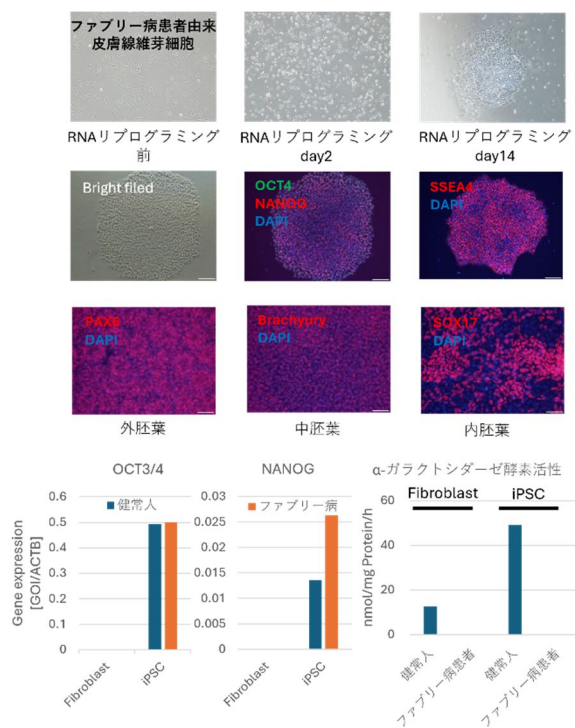 ファブリー病患者由来
皮膚線維芽細胞
RNAリプログラミング
前
RNAリプログラミング
day2
RNAリプログラミング
day14
Bright filed
OCT4
NANOG
DAPI
SSEA4
DAPI
PAX6
DAPI
Brachyury
DAPI
SOX17
DAPI
外胚葉
中胚葉
内胚葉
OCT3/4
NANOG
α-ガラクトシダーゼ酵素活性
Gene expression
[GOI/ACTB]
0.6
0.5
0.4
0.3
0.2
0.1
0
健常人
Fibroblast
iPSC
0.03
0.025
0.02
0.015
0.01
0.005
0
ファブリー病
Fibroblast
iPSC
nmol/mg Protein/h
60
40
20
0
Fibroblast
iPSC
健常人
ファブリー病患者
健常人
ファブリー病患者